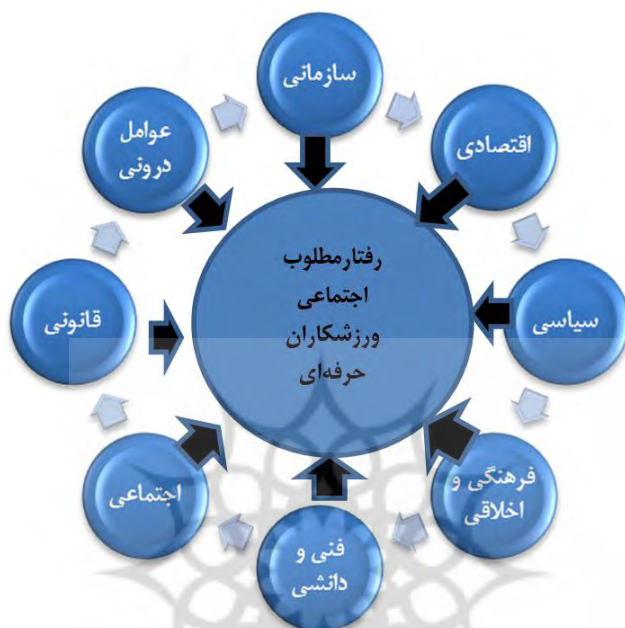 سازمانی
اقتصادی
سیاسی
فرهنگی و
اخلاقی
فنی و
دانشی
اجتماعی
قانونی
عوامل
درونی
رفتارمطلوب
اجتماعی
ورزشکاران
حرفه‌ای